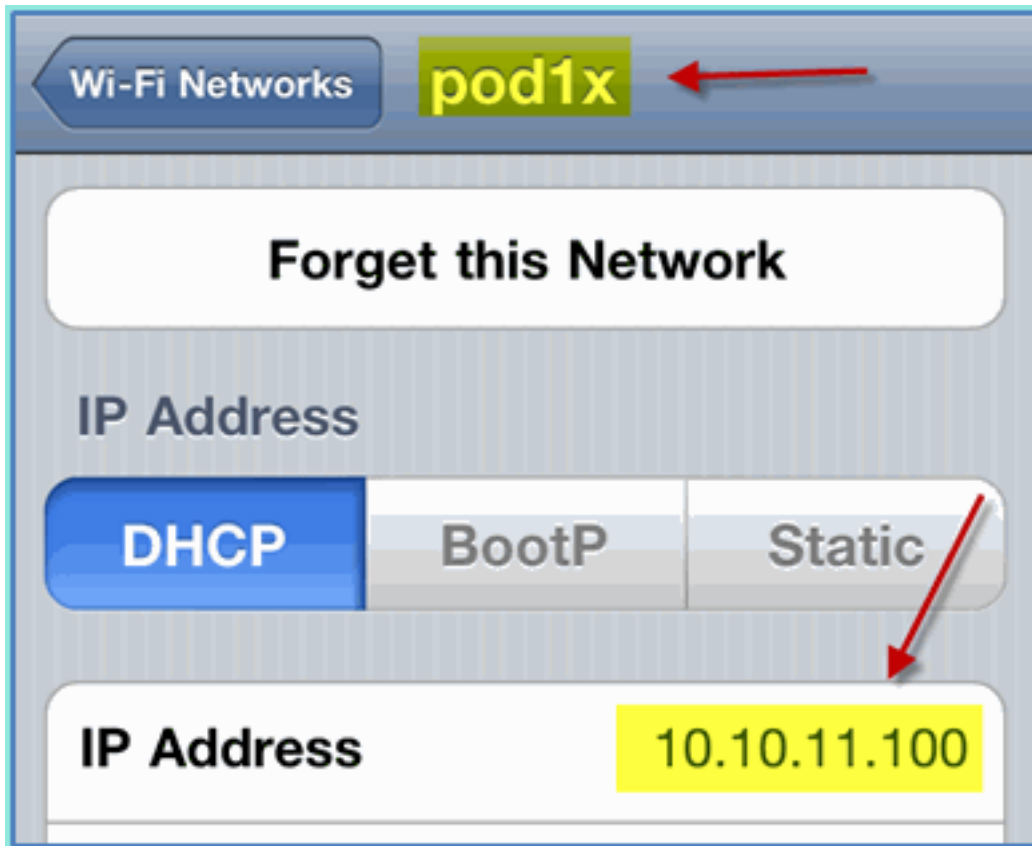 Wi-Fi Networks pod1x
Forget this Network
IP Address
DHCP BootP Static
IP Address 10.10.11.100